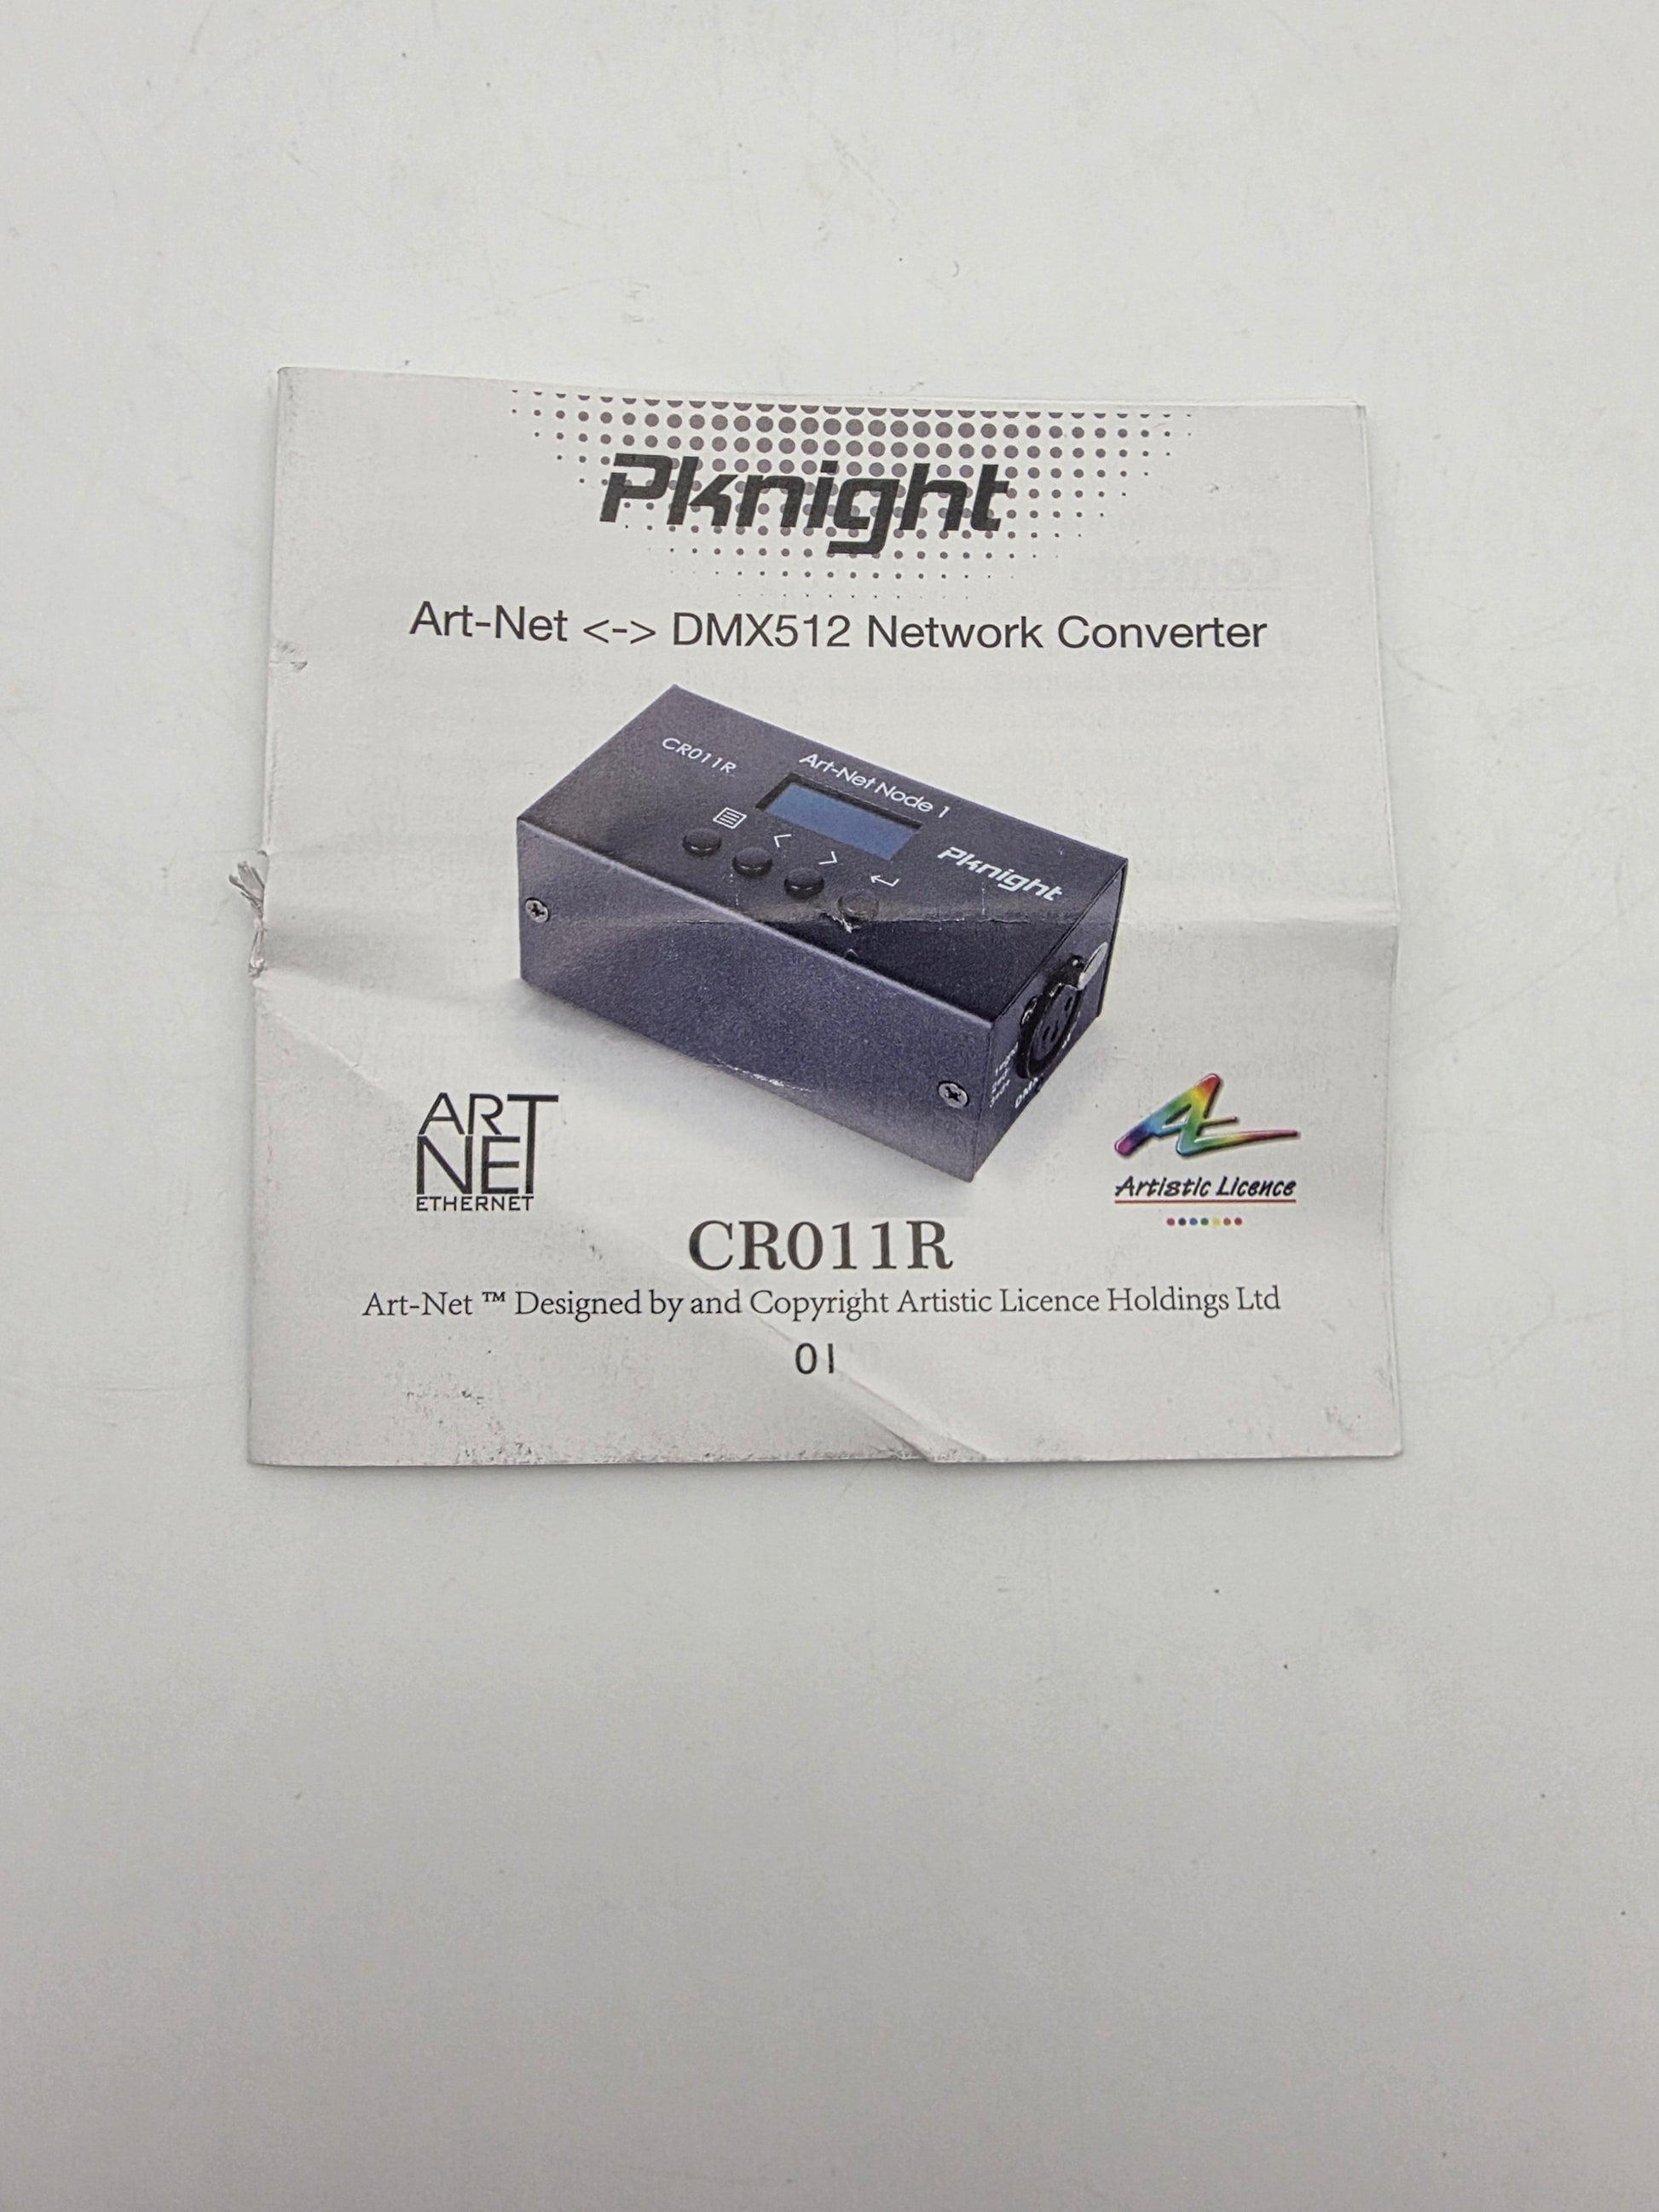 Pknight
Art-Net <-> DMX512 Network Converter
CR011R
Art-Net Node 1
< >
Pknight
DMX
ART
NET
ETHERNET
Artistic Licence
CR011R
Art-Net ™ Designed by and Copyright Artistic Licence Holdings Ltd
01